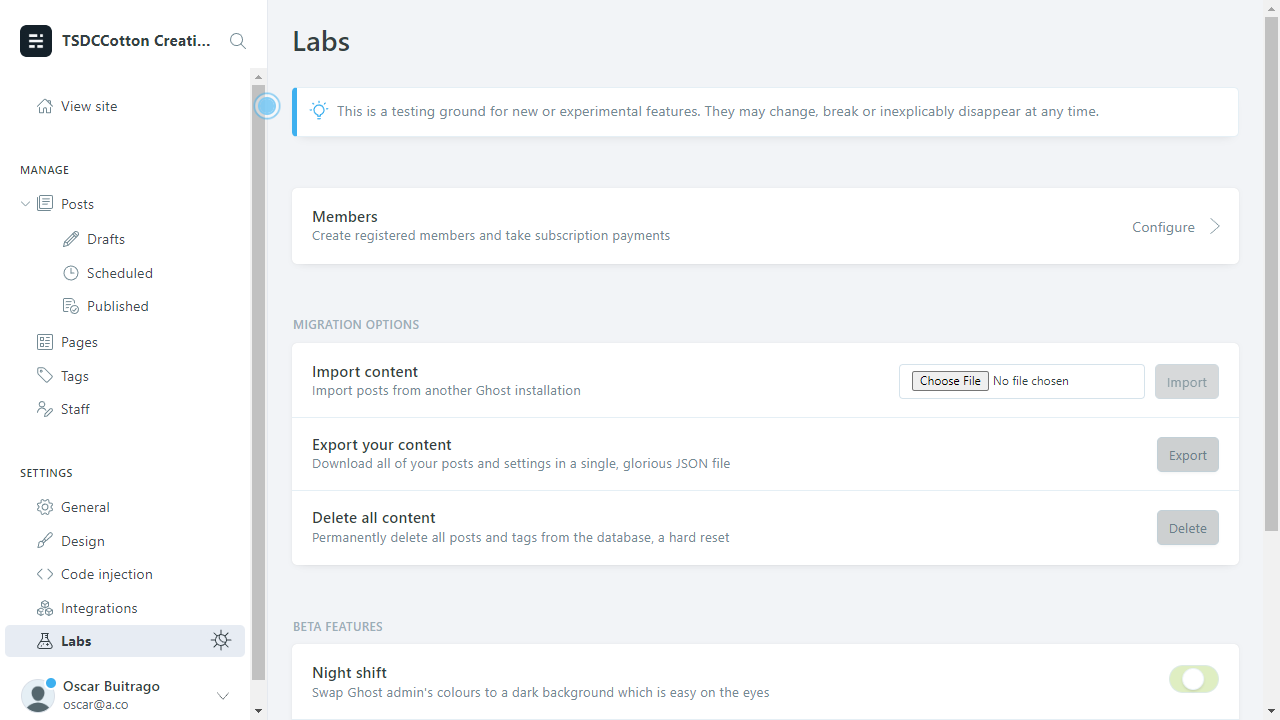 TSDCCotton Creati...
View site
MANAGE
Posts
Drafts
Scheduled
Published
Pages
Tags
Staff
SETTINGS
General
Design
Code injection
Integrations
Labs
Oscar Buitrago
oscar@a.co
Labs
This is a testing ground for new or experimental features. They may change, break or inexplicably disappear at any time.
Members
Create registered members and take subscription payments
Configure
MIGRATION OPTIONS
Import content
Import posts from another Ghost installation
Choose File No file chosen
Import
Export your content
Download all of your posts and settings in a single, glorious JSON file
Export
Delete all content
Permanently delete all posts and tags from the database, a hard reset
Delete
BETA FEATURES
Night shift
Swap Ghost admin's colours to a dark background which is easy on the eyes